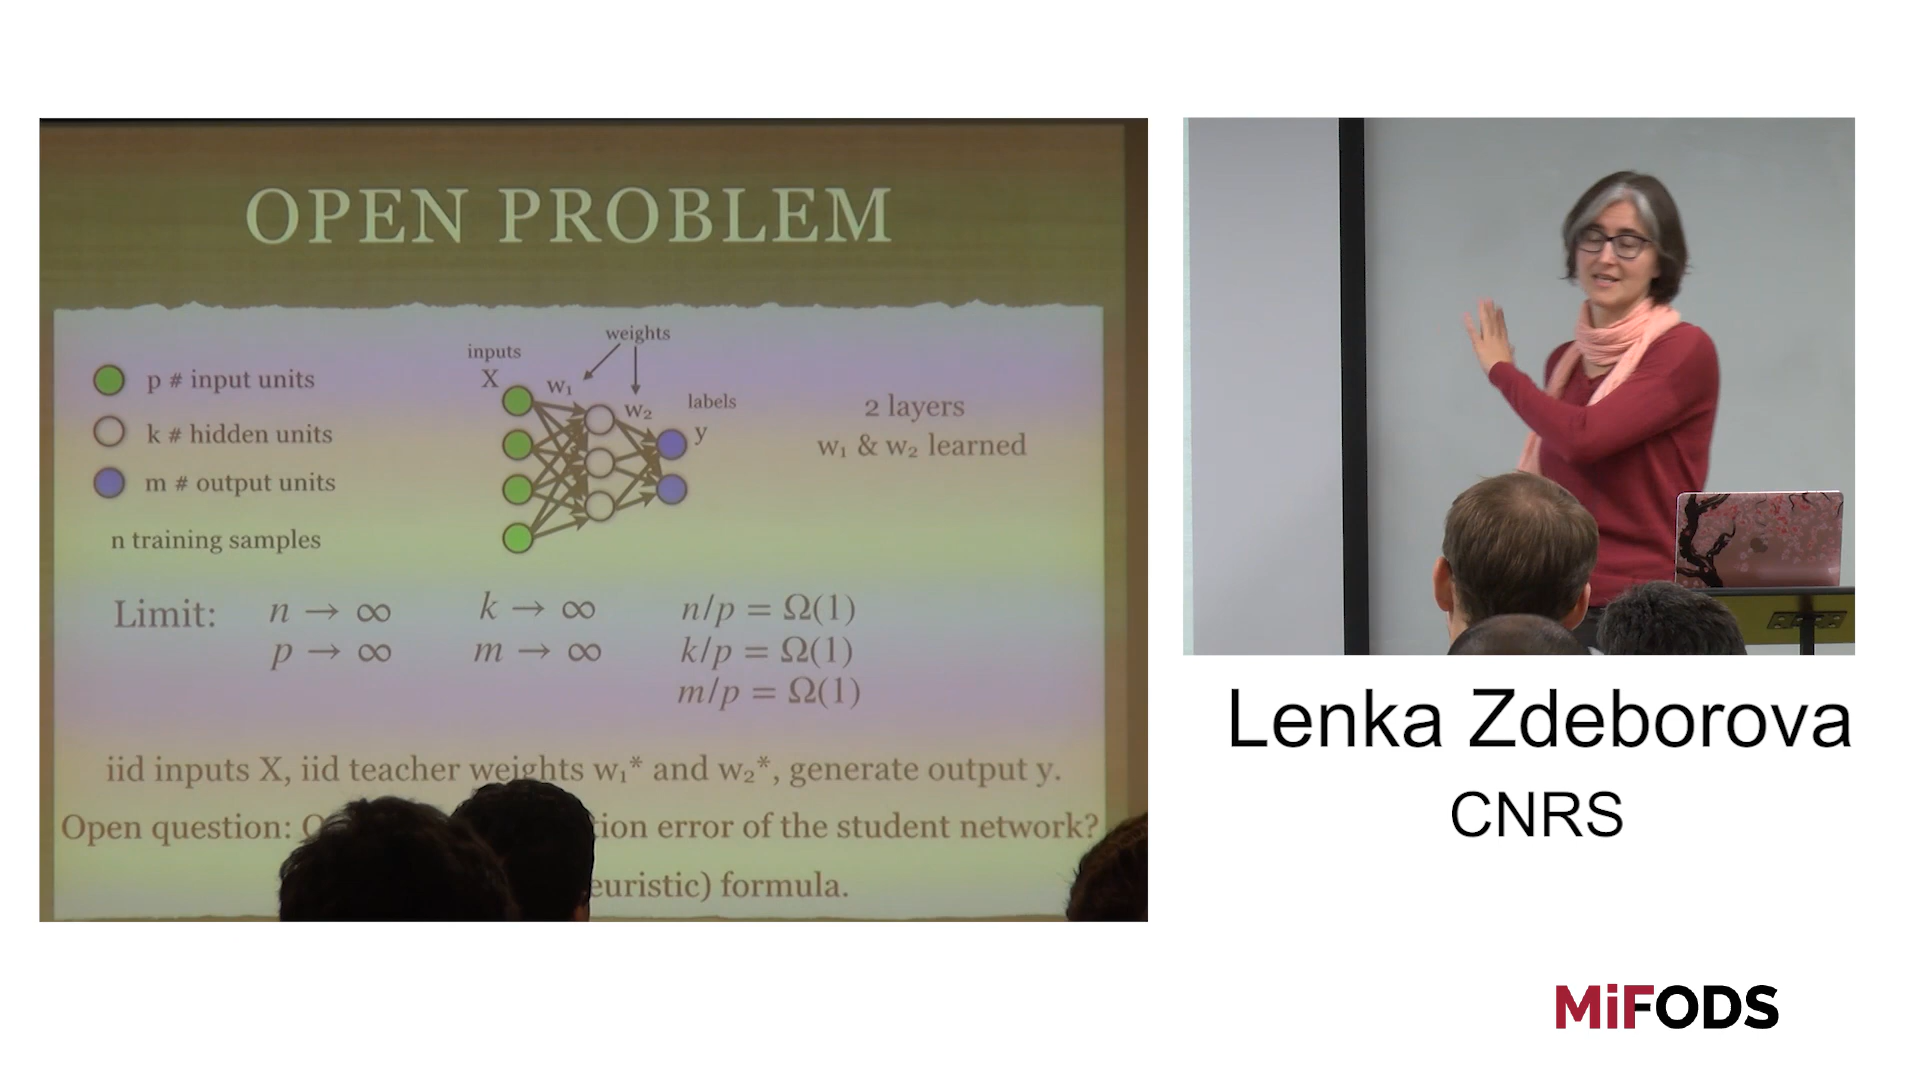 OPEN PROBLEM
weights
inputs
X
w₁
w₂
labels
y
p # input units
k # hidden units
m # output units
n training samples
2 layers
w₁ & w₂ learned
Limit: n → ∞ k → ∞ n/p = Ω(1)
p → ∞ m → ∞ k/p = Ω(1)
m/p = Ω(1)
iid inputs X, iid teacher weights w₁* and w₂*, generate output y.
Open question: error of the student network?
formula.
Lenka Zdeborova
CNRS
MiFODS